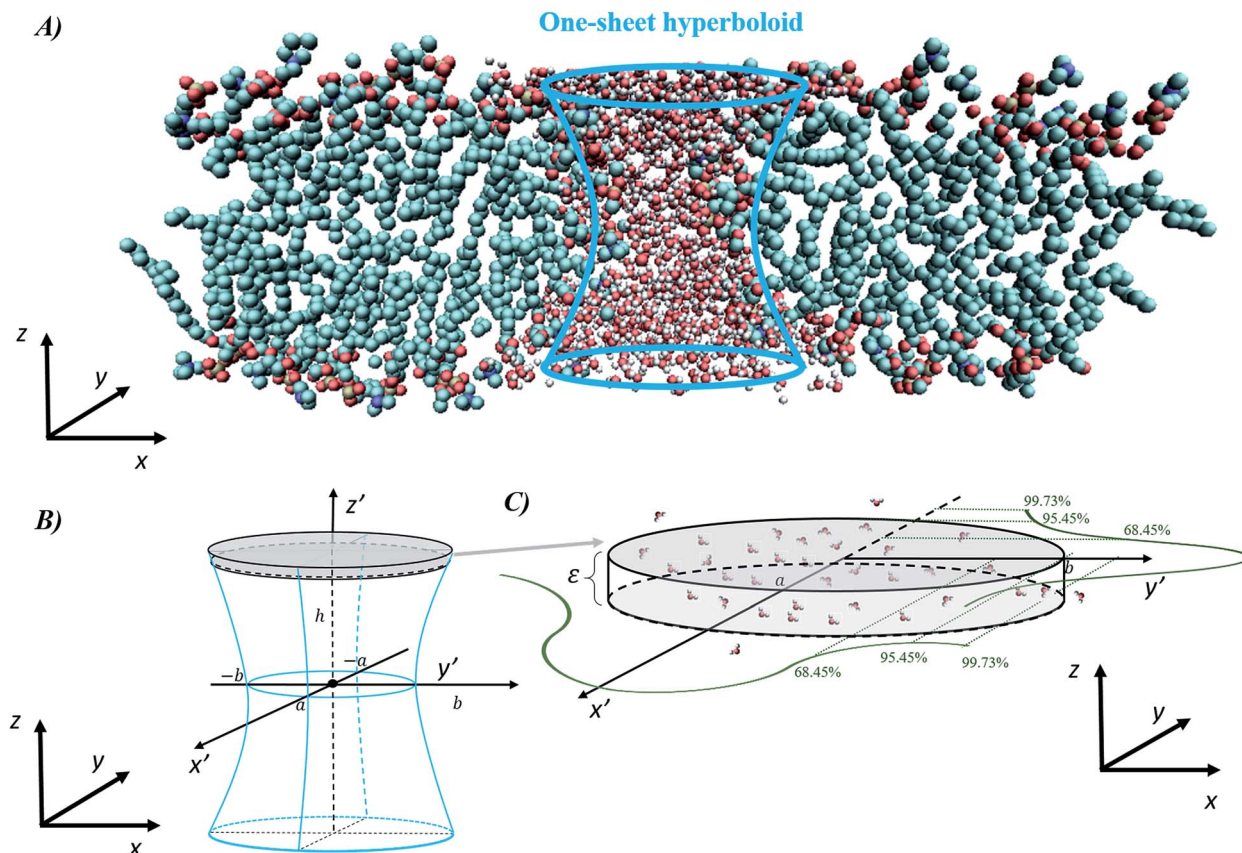 A)
One-sheet hyperboloid
z
y
x
B)
z'
h
-a
-b
y'
a
b
x'
z
y
x
C)
99.73%
95.45%
68.45%
ε
a
b
y'
68.45%
95.45%
99.73%
x'
z
y
x